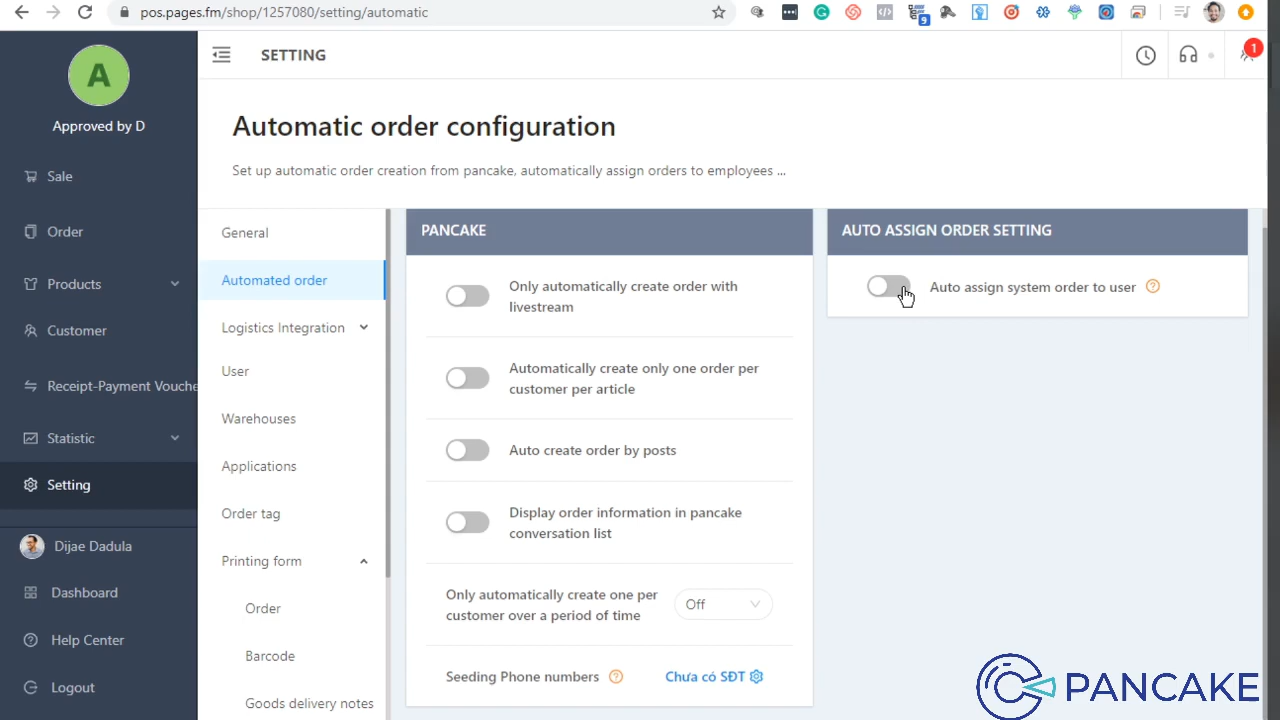 pos.pages.fm/shop/1257080/setting/automatic
9
A
Approved by D
Sale
Order
Products
Customer
Receipt-Payment Vouche
Statistic
Setting
Dijae Dadula
Dashboard
Help Center
Logout
SETTING
1
Automatic order configuration
Set up automatic order creation from pancake, automatically assign orders to employees ...
General
Automated order
Logistics Integration
User
Warehouses
Applications
Order tag
Printing form
Order
Barcode
Goods delivery notes
PANCAKE
Only automatically create order with
livestream
Automatically create only one order per
customer per article
Auto create order by posts
Display order information in pancake
conversation list
Only automatically create one per
customer over a period of time
Off
Seeding Phone numbers
Chưa có SĐT
AUTO ASSIGN ORDER SETTING
Auto assign system order to user
PANCAKE